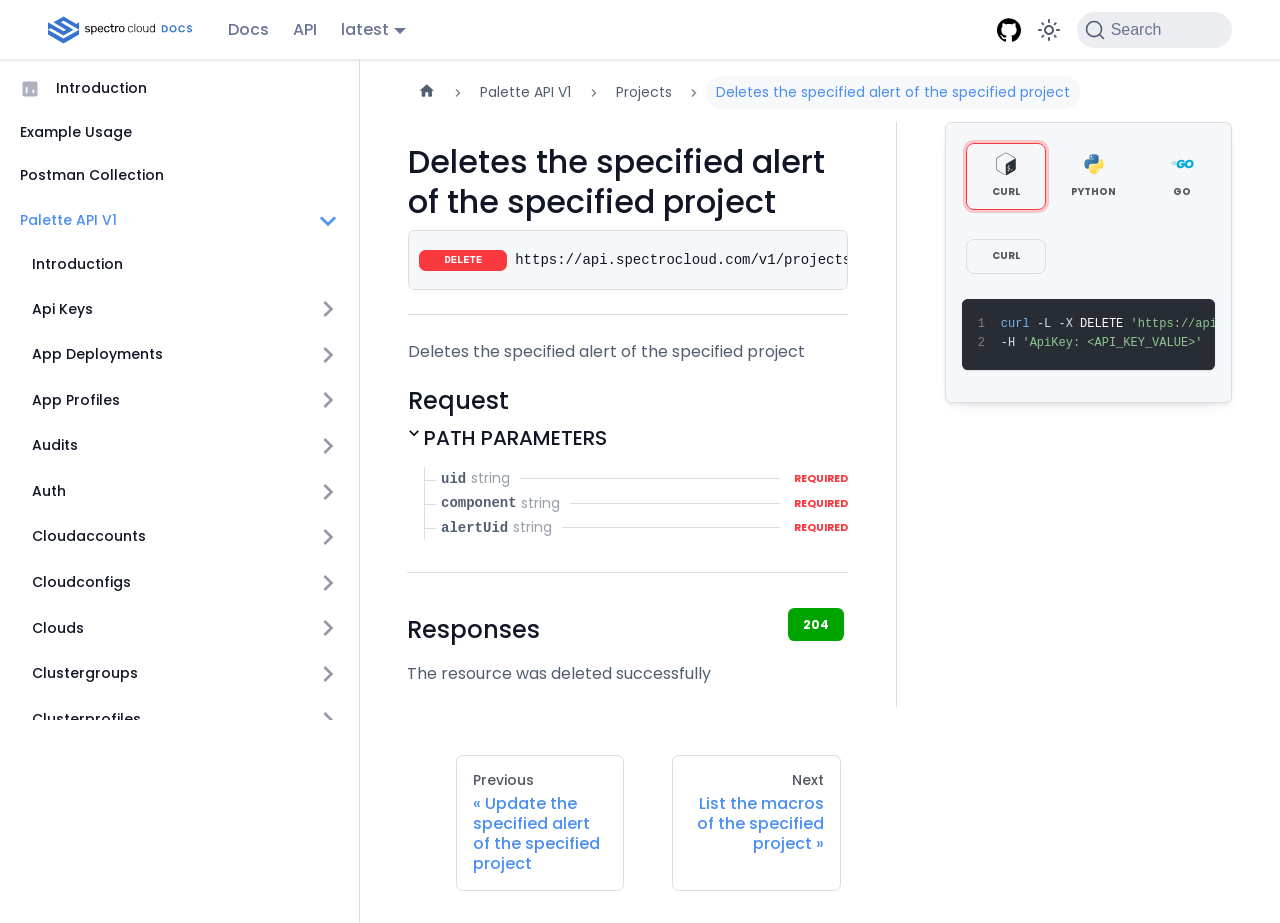 spectro cloud DOCS
Docs
API
latest
Search
Introduction
Example Usage
Postman Collection
Palette API V1
Introduction
Api Keys
App Deployments
App Profiles
Audits
Auth
Cloudaccounts
Cloudconfigs
Clouds
Clustergroups
Clusterprofiles
Palette API V1
Projects
Deletes the specified alert of the specified project
Deletes the specified alert
of the specified project
DELETE https://api.spectrocloud.com/v1/projects
Deletes the specified alert of the specified project
Request
PATH PARAMETERS
uid string REQUIRED
component string REQUIRED
alertUid string REQUIRED
Responses
204
The resource was deleted successfully
CURL
PYTHON
GO
CURL
1 curl -L -X DELETE 'https://api
2 -H 'ApiKey: <API_KEY_VALUE>'
Previous
« Update the
specified alert
of the specified
project
Next
List the macros
of the specified
project »